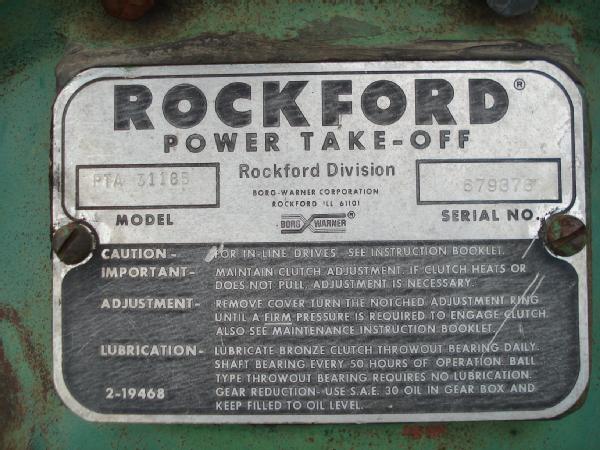 ROCKFORD®
POWER TAKE-OFF
Rockford Division
BORG-WARNER CORPORATION
ROCKFORD ILL 61101
BORG WARNER
PTA 31185
MODEL
679373
SERIAL NO.
CAUTION - FOR IN-LINE DRIVES SEE INSTRUCTION BOOKLET.
IMPORTANT- MAINTAIN CLUTCH ADJUSTMENT. IF CLUTCH HEATS OR
DOES NOT PULL, ADJUSTMENT IS NECESSARY.
ADJUSTMENT- REMOVE COVER TURN THE NOTCHED ADJUSTMENT RING
UNTIL A FIRM PRESSURE IS REQUIRED TO ENGAGE CLUTCH.
ALSO SEE MAINTENANCE INSTRUCTION BOOKLET.
LUBRICATION- LUBRICATE BRONZE CLUTCH THROWOUT BEARING DAILY.
SHAFT BEARING EVERY 50 HOURS OF OPERATION. BALL
TYPE THROWOUT BEARING REQUIRES NO LUBRICATION.
2-19468 GEAR REDUCTION- USE S.A.E. 30 OIL IN GEAR BOX AND
KEEP FILLED TO OIL LEVEL.